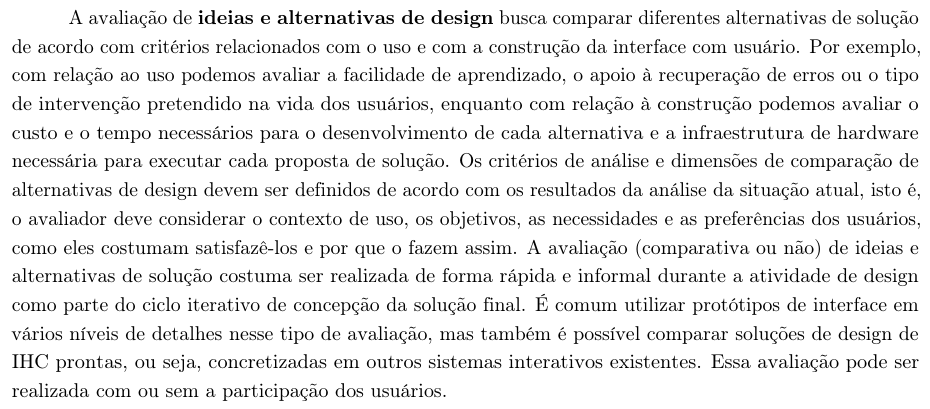 A avaliação de ideias e alternativas de design busca comparar diferentes alternativas de solução
de acordo com critérios relacionados com o uso e com a construção da interface com usuário. Por exemplo,
com relação ao uso podemos avaliar a facilidade de aprendizado, o apoio à recuperação de erros ou o tipo
de intervenção pretendido na vida dos usuários, enquanto com relação à construção podemos avaliar o
custo e o tempo necessários para o desenvolvimento de cada alternativa e a infraestrutura de hardware
necessária para executar cada proposta de solução. Os critérios de análise e dimensões de comparação de
alternativas de design devem ser definidos de acordo com os resultados da análise da situação atual, isto é,
o avaliador deve considerar o contexto de uso, os objetivos, as necessidades e as preferências dos usuários,
como eles costumam satisfazê-los e por que o fazem assim. A avaliação (comparativa ou não) de ideias e
alternativas de solução costuma ser realizada de forma rápida e informal durante a atividade de design
como parte do ciclo iterativo de concepção da solução final. É comum utilizar protótipos de interface em
vários níveis de detalhes nesse tipo de avaliação, mas também é possível comparar soluções de design de
IHC prontas, ou seja, concretizadas em outros sistemas interativos existentes. Essa avaliação pode ser
realizada com ou sem a participação dos usuários.